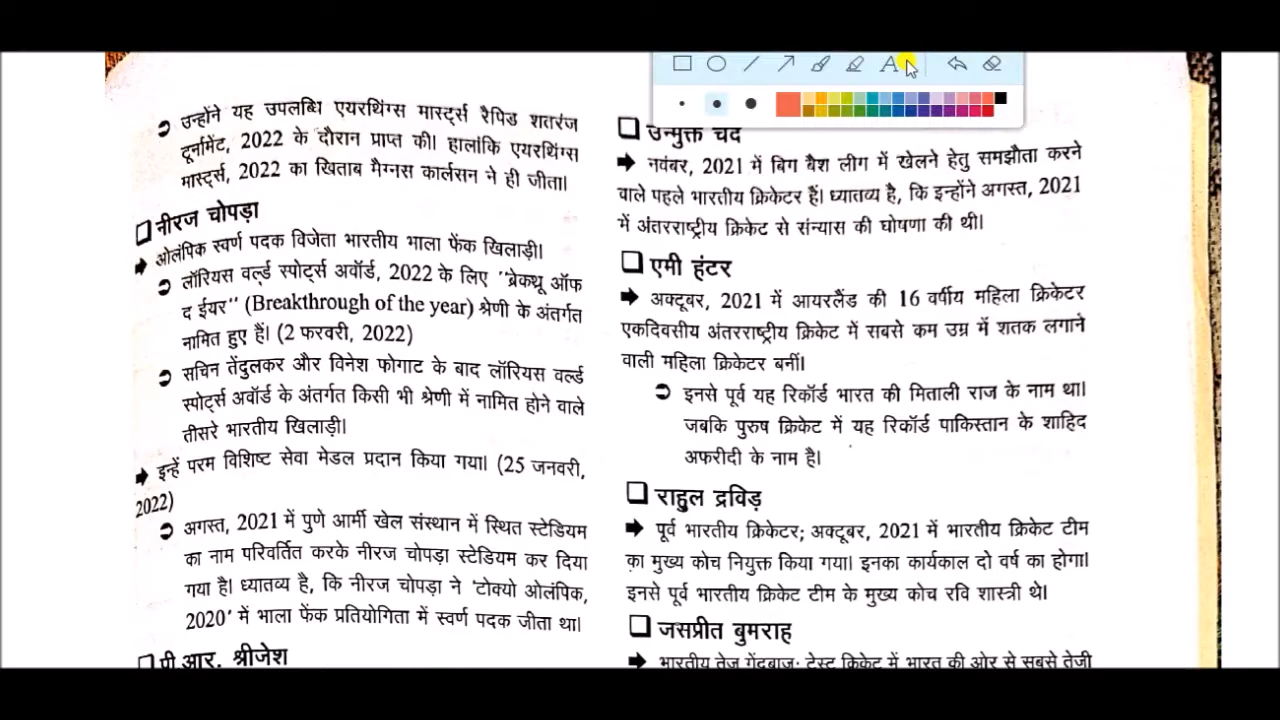 उन्होंने यह उपलब्धि एयरथिंग्स मास्टर्स रैपिड शतरंज
टूर्नामेंट, 2022 के दौरान प्राप्त की। हालांकि एयरथिंग्स
मास्टर्स, 2022 का खिताब मैग्नस कार्लसन ने ही जीता।
नीरज चोपड़ा
ओलंपिक स्वर्ण पदक विजेता भारतीय भाला फेंक खिलाड़ी।
लॉरियस वर्ल्ड स्पोर्ट्स अवॉर्ड, 2022 के लिए "ब्रेकथ्रू ऑफ
द ईयर" (Breakthrough of the year) श्रेणी के अंतर्गत
नामित हुए हैं। (2 फरवरी, 2022)
सचिन तेंदुलकर और विनेश फोगाट के बाद लॉरियस वर्ल्ड
स्पोर्ट्स अवॉर्ड के अंतर्गत किसी भी श्रेणी में नामित होने वाले
तीसरे भारतीय खिलाड़ी।
इन्हें परम विशिष्ट सेवा मेडल प्रदान किया गया। (25 जनवरी,
2022)
अगस्त, 2021 में पुणे आर्मी खेल संस्थान में स्थित स्टेडियम
का नाम परिवर्तित करके नीरज चोपड़ा स्टेडियम कर दिया
गया है। ध्यातव्य है, कि नीरज चोपड़ा ने 'टोक्यो ओलंपिक,
2020' में भाला फेंक प्रतियोगिता में स्वर्ण पदक जीता था।
पी.आर. श्रीजेश
उन्मुक्त चंद
नवंबर, 2021 में बिग बैश लीग में खेलने हेतु समझौता करने
वाले पहले भारतीय क्रिकेटर हैं। ध्यातव्य है, कि इन्होंने अगस्त, 2021
में अंतरराष्ट्रीय क्रिकेट से संन्यास की घोषणा की थी।
एमी हंटर
अक्टूबर, 2021 में आयरलैंड की 16 वर्षीय महिला क्रिकेटर
एकदिवसीय अंतरराष्ट्रीय क्रिकेट में सबसे कम उम्र में शतक लगाने
वाली महिला क्रिकेटर बनीं।
इनसे पूर्व यह रिकॉर्ड भारत की मिताली राज के नाम था।
जबकि पुरुष क्रिकेट में यह रिकॉर्ड पाकिस्तान के शाहिद
अफरीदी के नाम है।
राहुल द्रविड़
पूर्व भारतीय क्रिकेटर; अक्टूबर, 2021 में भारतीय क्रिकेट टीम
का मुख्य कोच नियुक्त किया गया। इनका कार्यकाल दो वर्ष का होगा।
इनसे पूर्व भारतीय क्रिकेट टीम के मुख्य कोच रवि शास्त्री थे।
जसप्रीत बुमराह
भारतीय तेज गेंदबाज; टेस्ट क्रिकेट में भारत की ओर से सबसे तेजी